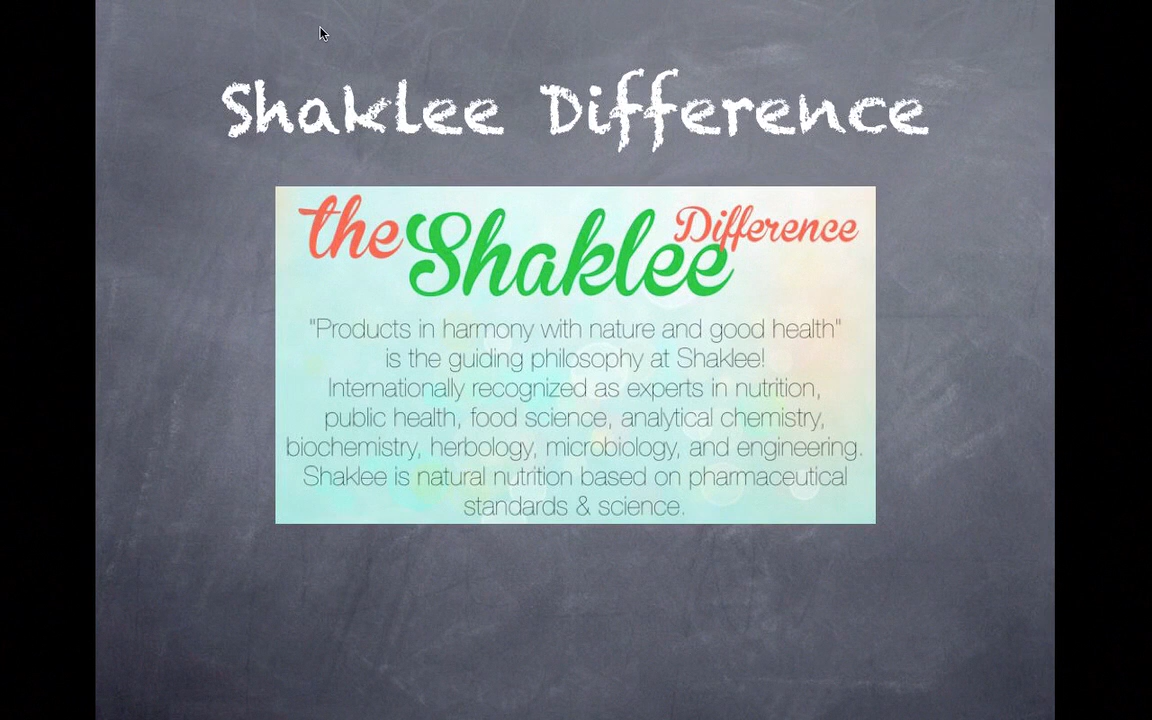 Shaklee Difference
the Shaklee Difference
"Products in harmony with nature and good health"
is the guiding philosophy at Shaklee!
Internationally recognized as experts in nutrition,
public health, food science, analytical chemistry,
biochemistry, herbology, microbiology, and engineering.
Shaklee is natural nutrition based on pharmaceutical
standards & science.